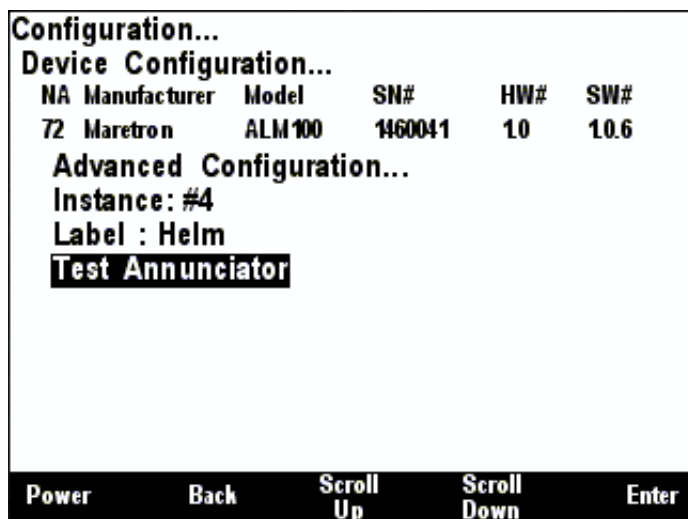 Configuration...
Device Configuration...
NA Manufacturer Model SN# HW# SW#
72 Maretron ALM100 1460041 1.0 1.0.6
Advanced Configuration...
Instance: #4
Label : Helm
Test Annunciator
Power Back Scroll Up Scroll Down Enter